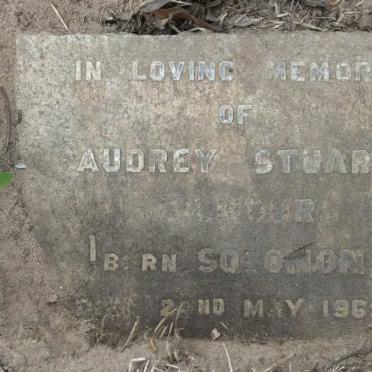 IN LOVING MEMOR
OF
AUDREY STUAR
BORN SOLOMON
22ND MAY 196